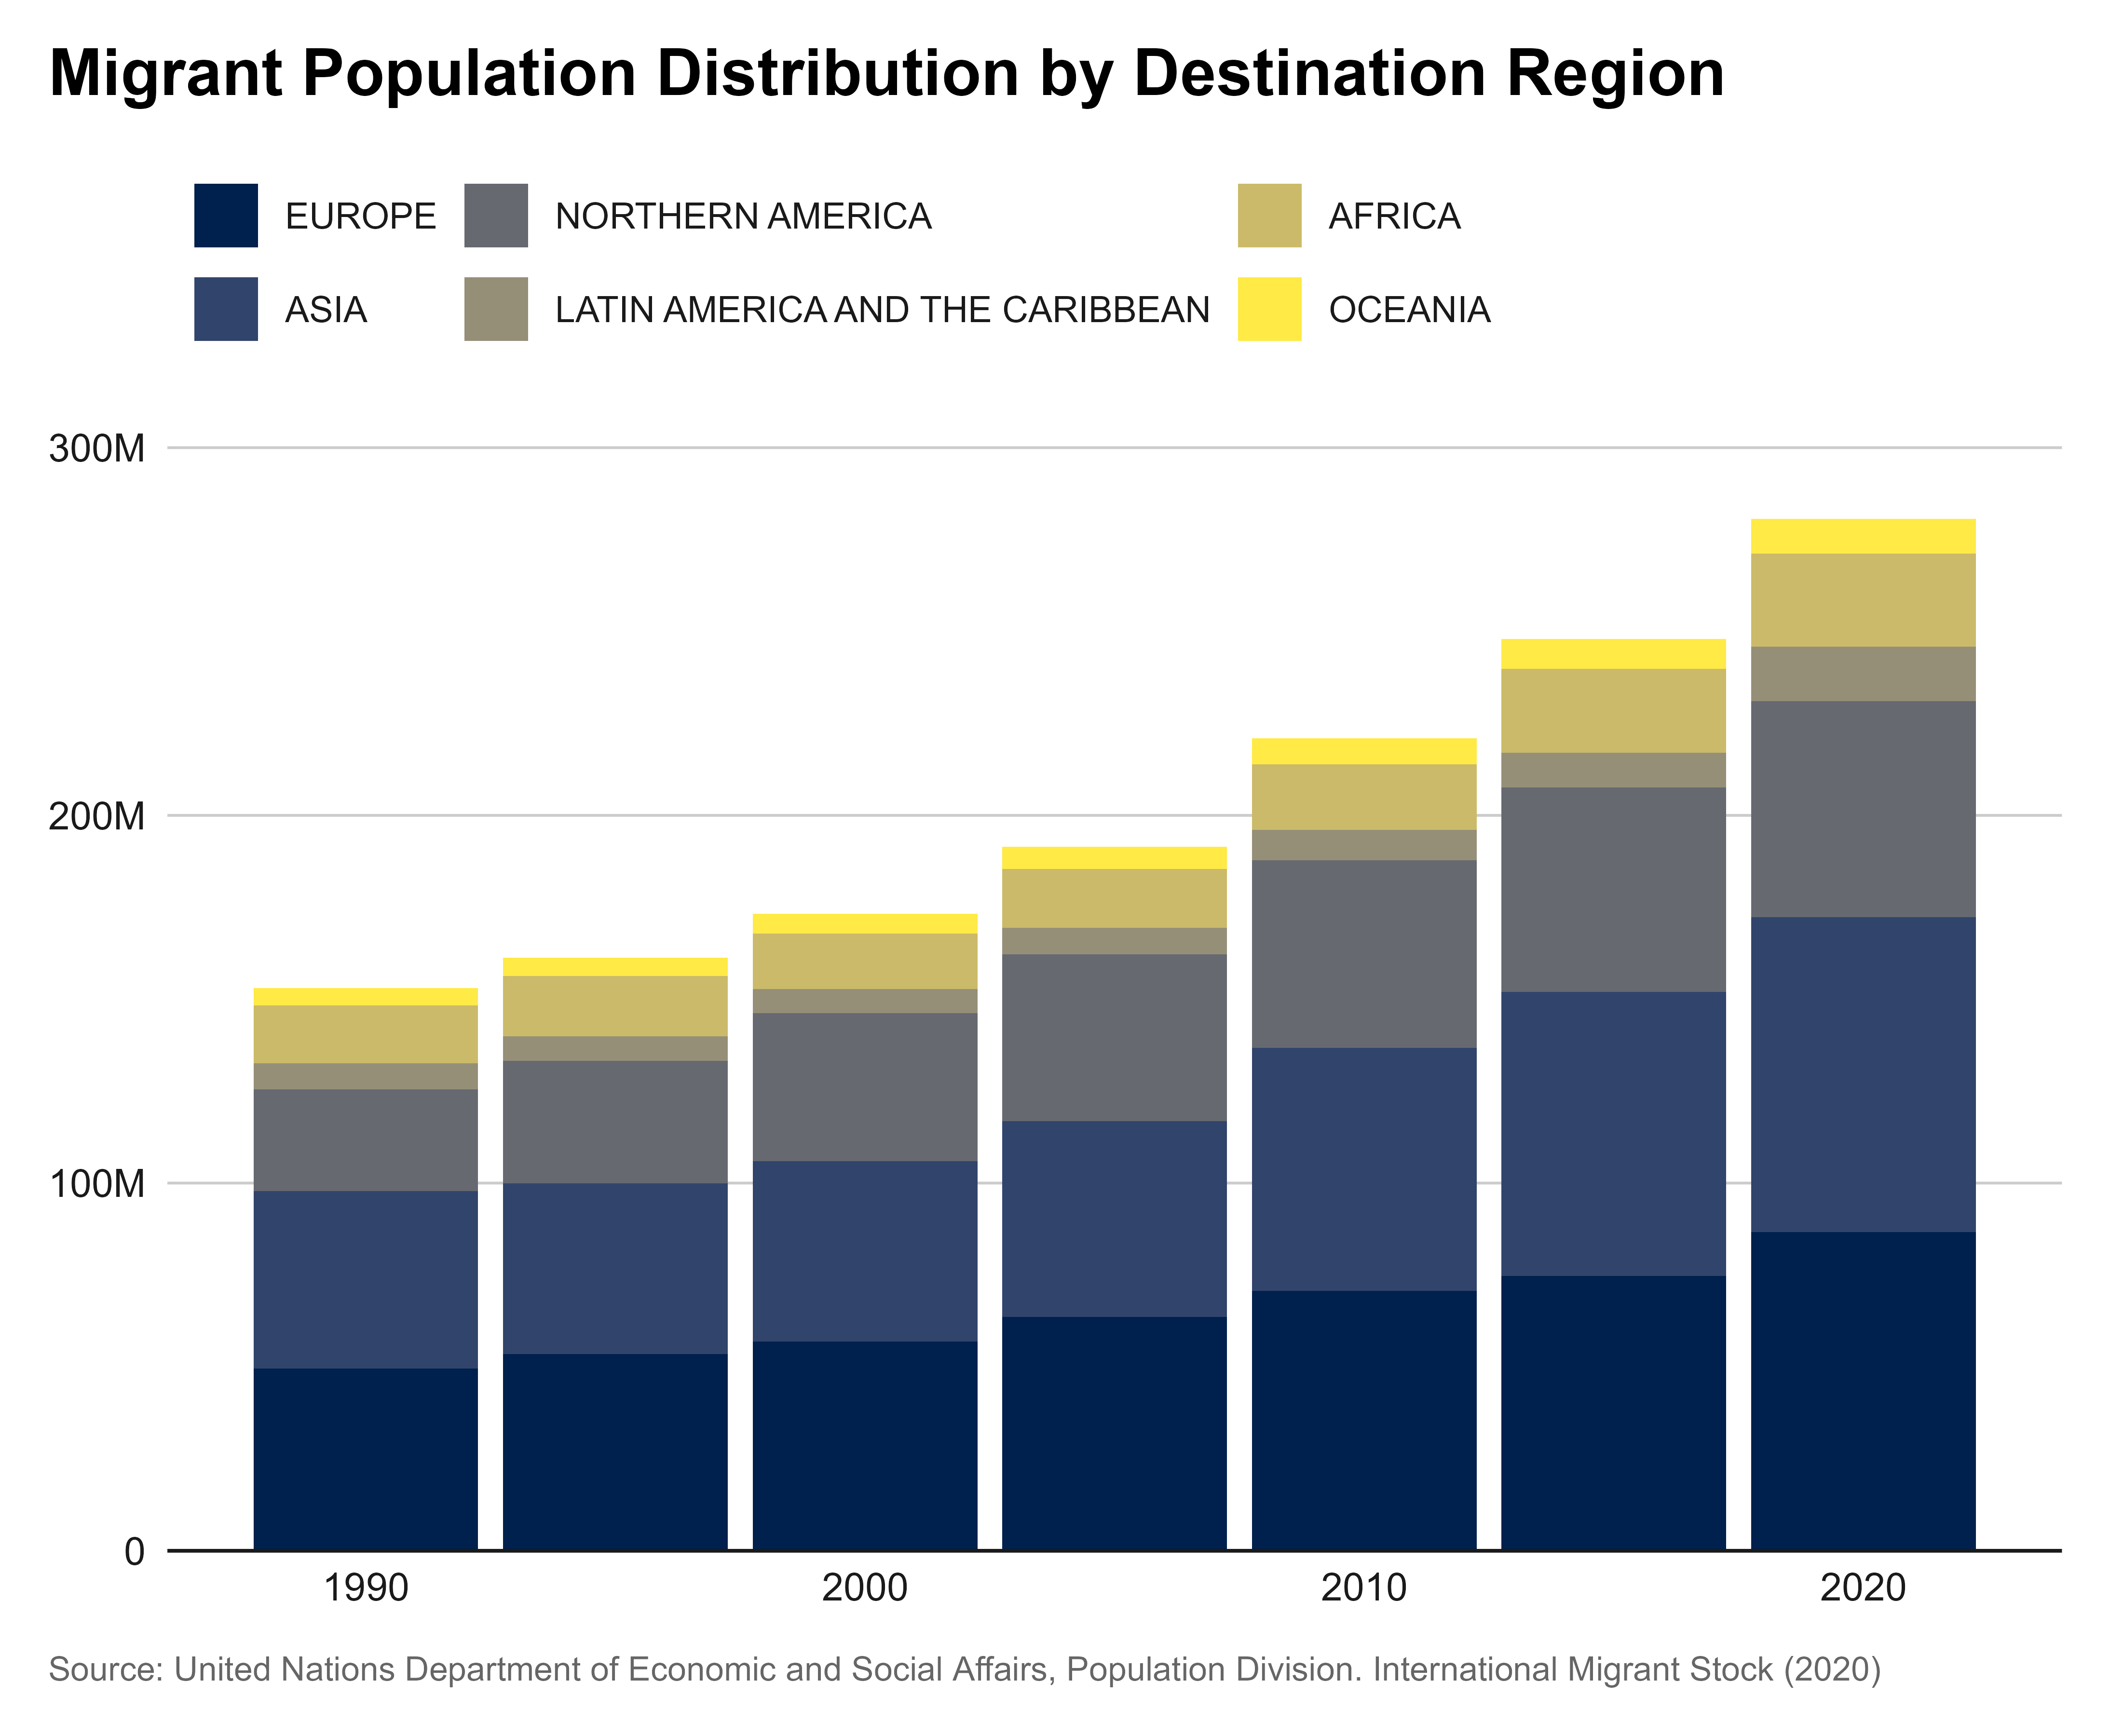 Migrant Population Distribution by Destination Region
EUROPE
NORTHERN AMERICA
AFRICA
ASIA
LATIN AMERICA AND THE CARIBBEAN
OCEANIA
300M
200M
100M
0
1990
2000
2010
2020
Source: United Nations Department of Economic and Social Affairs, Population Division. International Migrant Stock (2020)